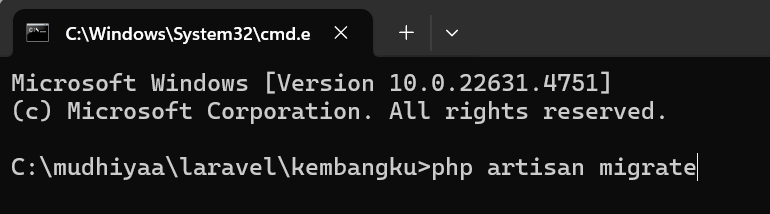 C:\Windows\System32\cmd.e
Microsoft Windows [Version 10.0.22631.4751]
(c) Microsoft Corporation. All rights reserved.
C:\mudhiyaa\laravel\kembangku>php artisan migrate